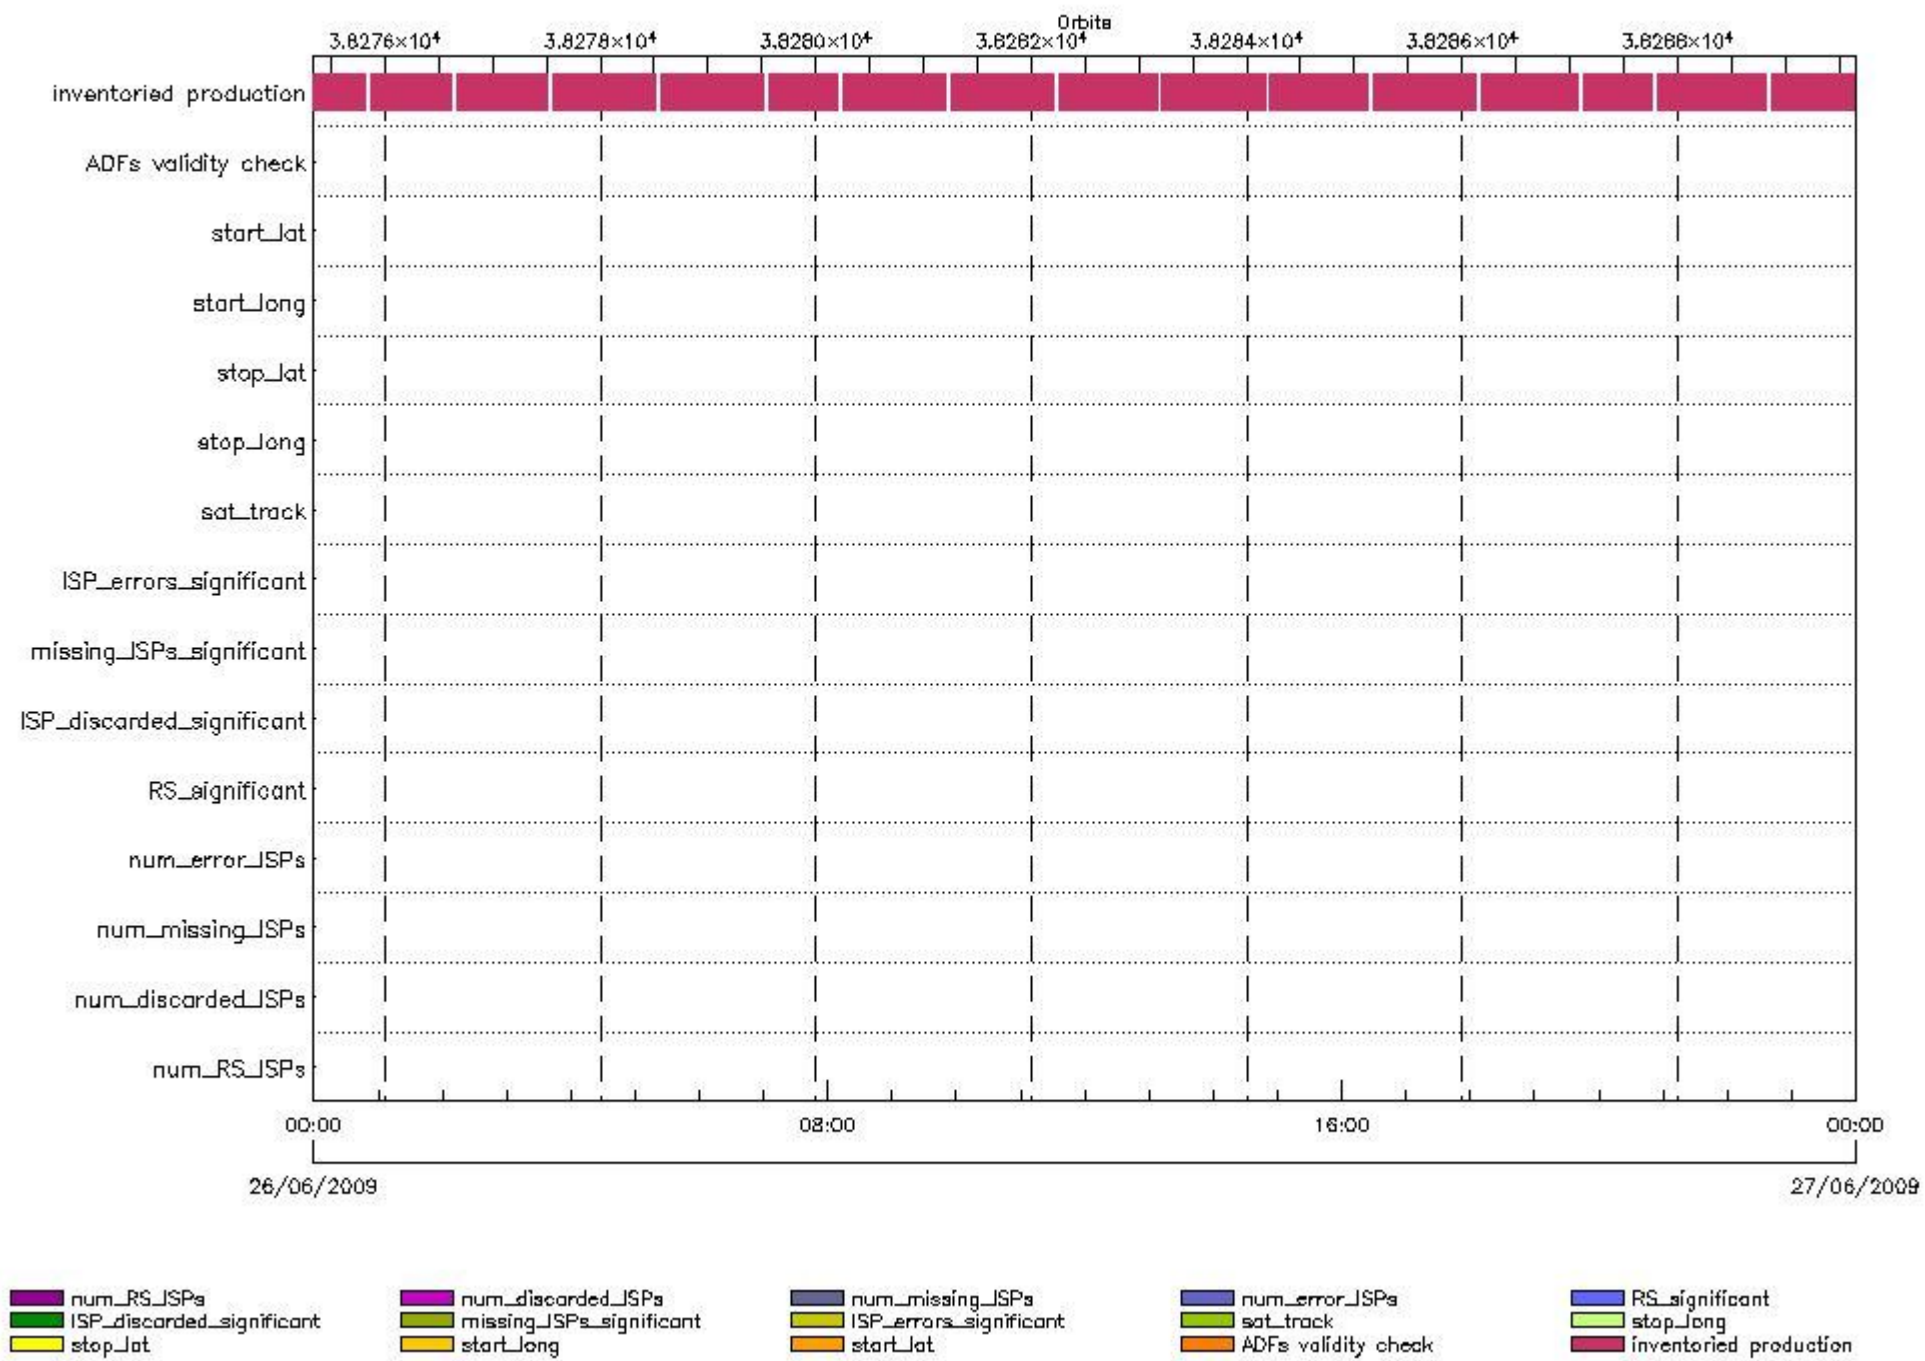 Orbits
3.8276×10⁴ 3.8278×10⁴ 3.8280×10⁴ 3.8282×10⁴ 3.8284×10⁴ 3.8286×10⁴ 3.8288×10⁴
inventoried production
ADFs validity check
start_lat
start_long
stop_lat
stop_long
sat_track
ISP_errors_significant
missing_ISPs_significant
ISP_discarded_significant
RS_significant
num_error_ISPs
num_missing_ISPs
num_discarded_ISPs
num_RS_ISPs
00:00 08:00 16:00 00:00
26/06/2009 27/06/2009
num_RS_ISPs num_discarded_ISPs num_missing_ISPs num_error_ISPs RS_significant
ISP_discarded_significant missing_ISPs_significant ISP_errors_significant sat_track stop_long
stop_lat start_long start_lat ADFs validity check inventoried production